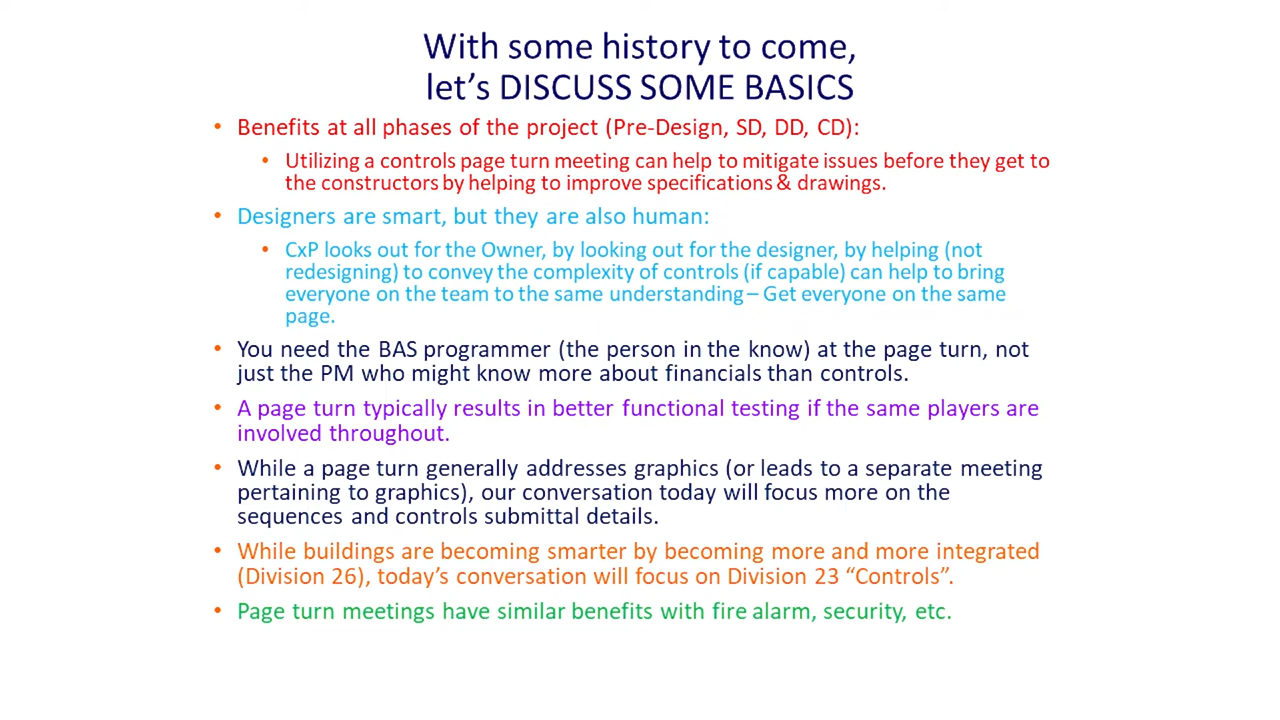 With some history to come,
let’s DISCUSS SOME BASICS
• Benefits at all phases of the project (Pre-Design, SD, DD, CD):
• Utilizing a controls page turn meeting can help to mitigate issues before they get to
the constructors by helping to improve specifications & drawings.
• Designers are smart, but they are also human:
• CxP looks out for the Owner, by looking out for the designer, by helping (not
redesigning) to convey the complexity of controls (if capable) can help to bring
everyone on the team to the same understanding – Get everyone on the same
page.
• You need the BAS programmer (the person in the know) at the page turn, not
just the PM who might know more about financials than controls.
• A page turn typically results in better functional testing if the same players are
involved throughout.
• While a page turn generally addresses graphics (or leads to a separate meeting
pertaining to graphics), our conversation today will focus more on the
sequences and controls submittal details.
• While buildings are becoming smarter by becoming more and more integrated
(Division 26), today’s conversation will focus on Division 23 “Controls”.
• Page turn meetings have similar benefits with fire alarm, security, etc.